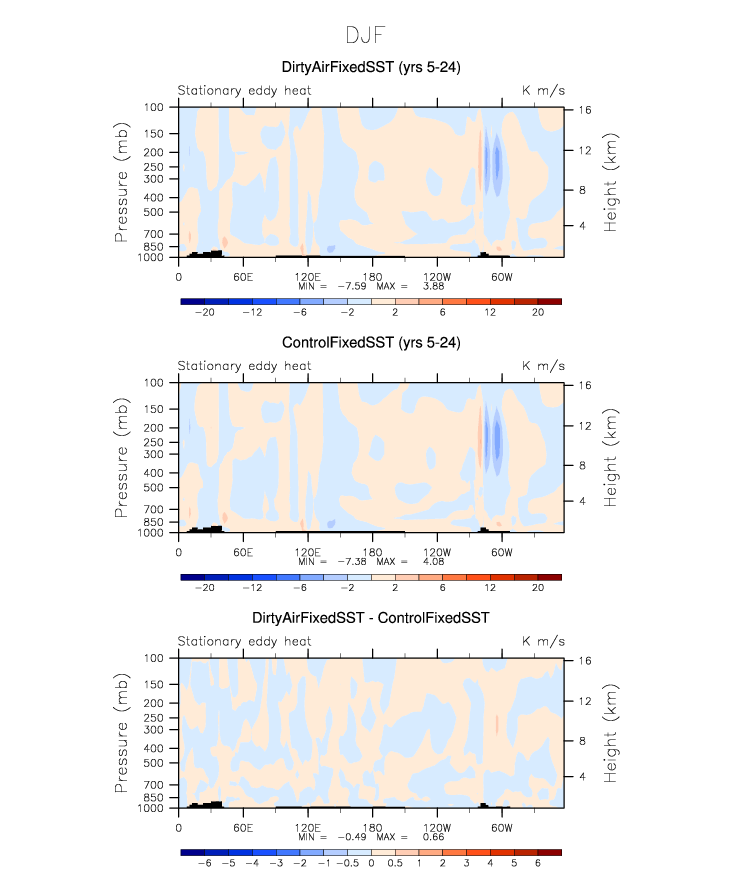 DJF
DirtyAirFixedSST (yrs 5-24)
Stationary eddy heat K m/s
Pressure (mb)
100
150
200
250
300
400
500
700
850
1000
16
12
8
4
Height (km)
0 60E 120E 180 120W 60W
MIN = -7.59 MAX = 3.88
-20 -12 -6 -2 2 6 12 20
ControlFixedSST (yrs 5-24)
Stationary eddy heat K m/s
Pressure (mb)
100
150
200
250
300
400
500
700
850
1000
16
12
8
4
Height (km)
0 60E 120E 180 120W 60W
MIN = -7.38 MAX = 4.08
-20 -12 -6 -2 2 6 12 20
DirtyAirFixedSST - ControlFixedSST
Stationary eddy heat K m/s
Pressure (mb)
100
150
200
250
300
400
500
700
850
1000
16
12
8
4
Height (km)
0 60E 120E 180 120W 60W
MIN = -0.49 MAX = 0.66
-6 -5 -4 -3 -2 -1 -0.5 0 0.5 1 2 3 4 5 6